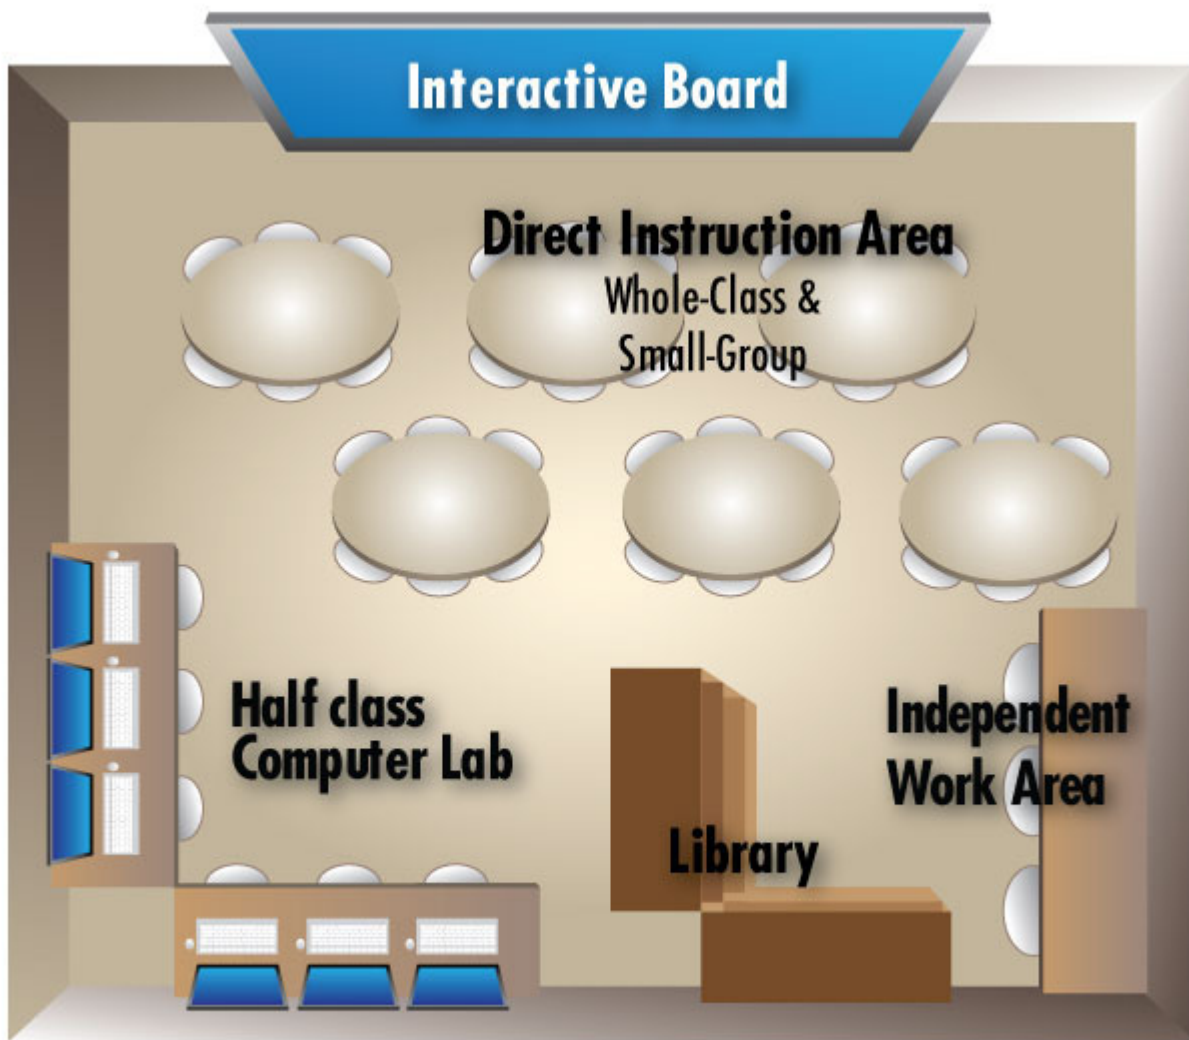 Interactive Board
Direct Instruction Area
Whole-Class &
Small-Group
Half class
Computer Lab
Independent
Work Area
Library